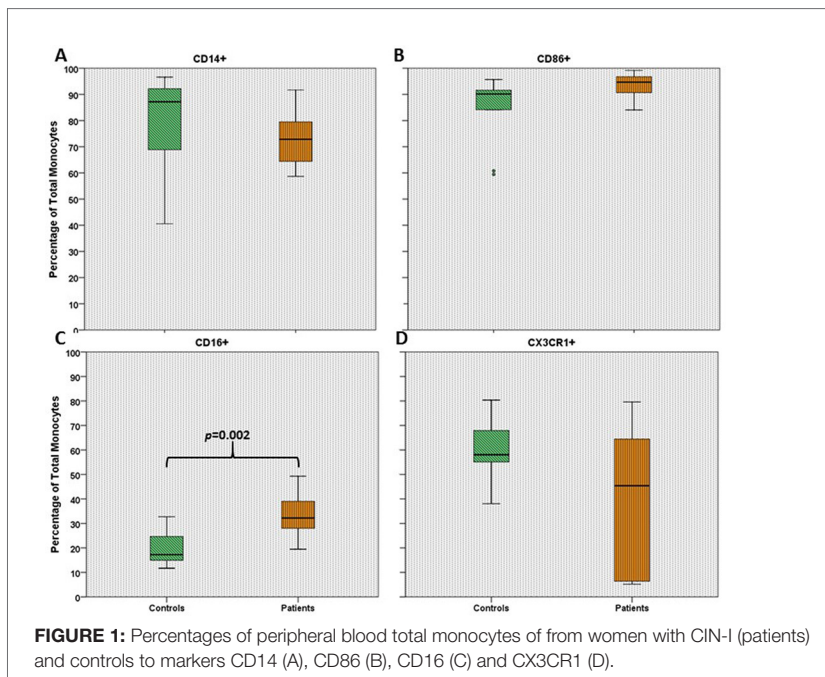 A
CD14+
B
CD86+
Percentage of Total Monocytes
100
90
80
70
60
50
40
30
20
10
0
C
CD16+
D
CX3CR1+
Percentage of Total Monocytes
100
90
80
70
60
50
40
30
20
10
0
p=0.002
Controls
Patients
Controls
Patients
FIGURE 1: Percentages of peripheral blood total monocytes of from women with CIN-I (patients)
and controls to markers CD14 (A), CD86 (B), CD16 (C) and CX3CR1 (D).